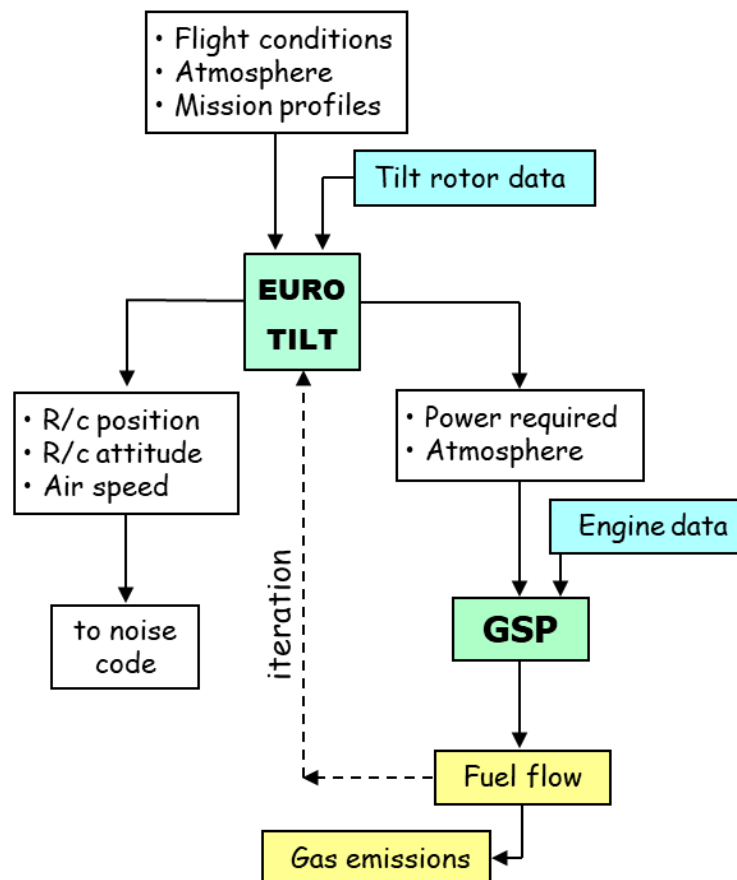 • Flight conditions
• Atmosphere
• Mission profiles
Tilt rotor data
EURO
TILT
• R/c position
• R/c attitude
• Air speed
• Power required
• Atmosphere
Engine data
to noise
code
iteration
GSP
Fuel flow
Gas emissions